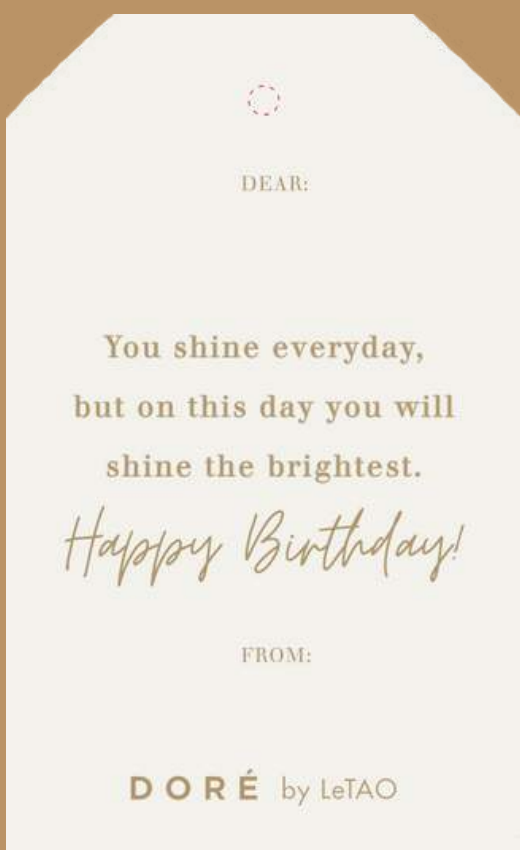 DEAR:
You shine everyday,
but on this day you will
shine the brightest.
Happy Birthday!
FROM:
DORÉ by LeTAO